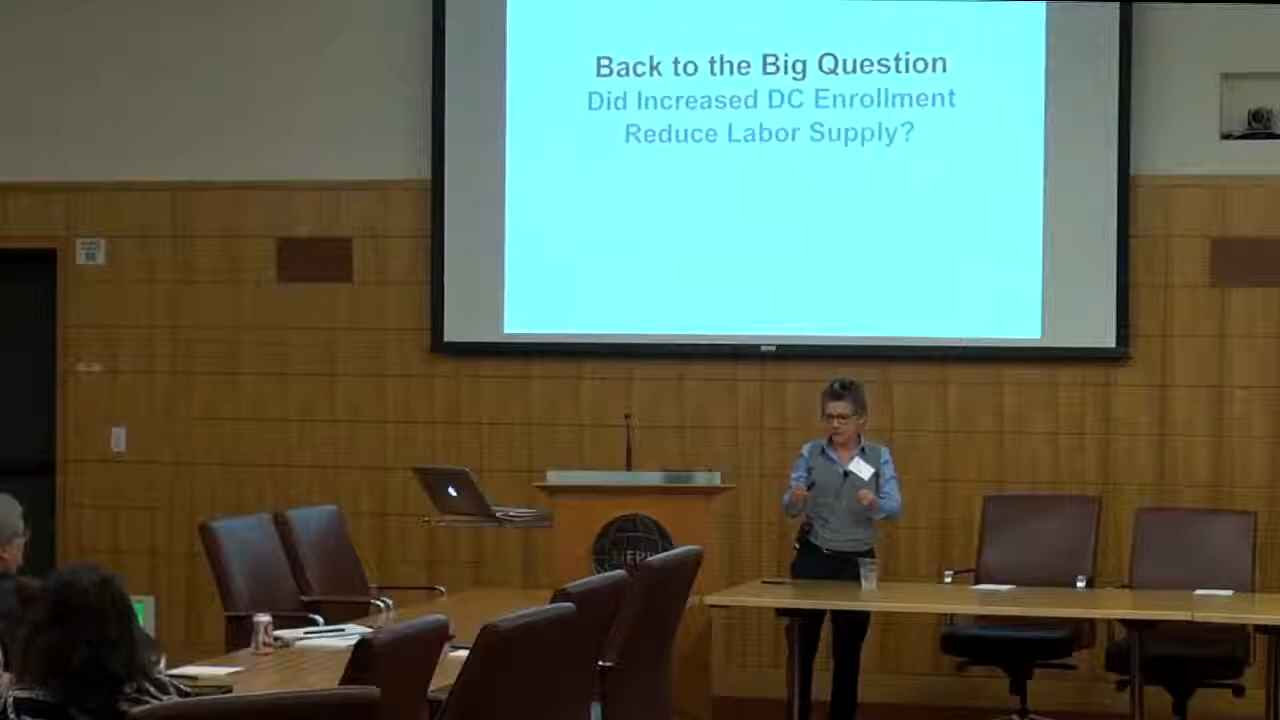 Back to the Big Question
Did Increased DC Enrollment
Reduce Labor Supply?